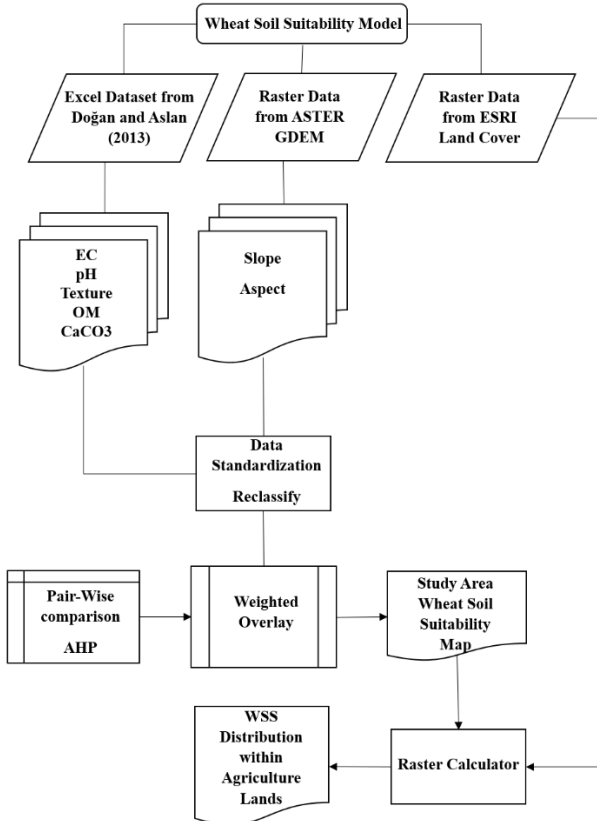 Wheat Soil Suitability Model
Excel Dataset from
Doğan and Aslan
(2013)
Raster Data
from ASTER
GDEM
Raster Data
from ESRI
Land Cover
EC
pH
Texture
OM
CaCO3
Slope
Aspect
Data
Standardization
Reclassify
Pair-Wise
comparison
AHP
Weighted
Overlay
Study Area
Wheat Soil
Suitability
Map
WSS
Distribution
within
Agriculture
Lands
Raster Calculator